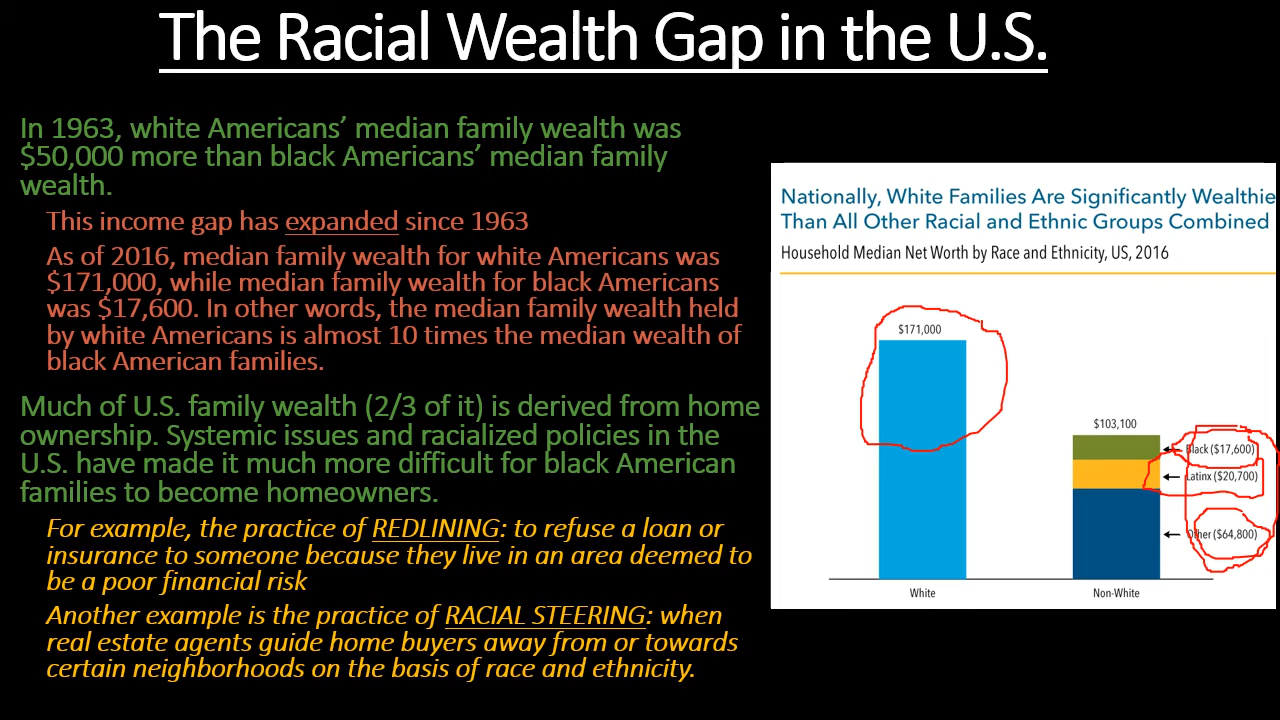 The Racial Wealth Gap in the U.S.
In 1963, white Americans’ median family wealth was
$50,000 more than black Americans’ median family
wealth.
This income gap has expanded since 1963
As of 2016, median family wealth for white Americans was
$171,000, while median family wealth for black Americans
was $17,600. In other words, the median family wealth held
by white Americans is almost 10 times the median wealth of
black American families.
Much of U.S. family wealth (2/3 of it) is derived from home
ownership. Systemic issues and racialized policies in the
U.S. have made it much more difficult for black American
families to become homeowners.
For example, the practice of REDLINING: to refuse a loan or
insurance to someone because they live in an area deemed to
be a poor financial risk
Another example is the practice of RACIAL STEERING: when
real estate agents guide home buyers away from or towards
certain neighborhoods on the basis of race and ethnicity.
Nationally, White Families Are Significantly Wealthie
Than All Other Racial and Ethnic Groups Combined
Household Median Net Worth by Race and Ethnicity, US, 2016
$171,000
$103,100
Black ($17,600)
Latinx ($20,700)
Other ($64,800)
White
Non-White